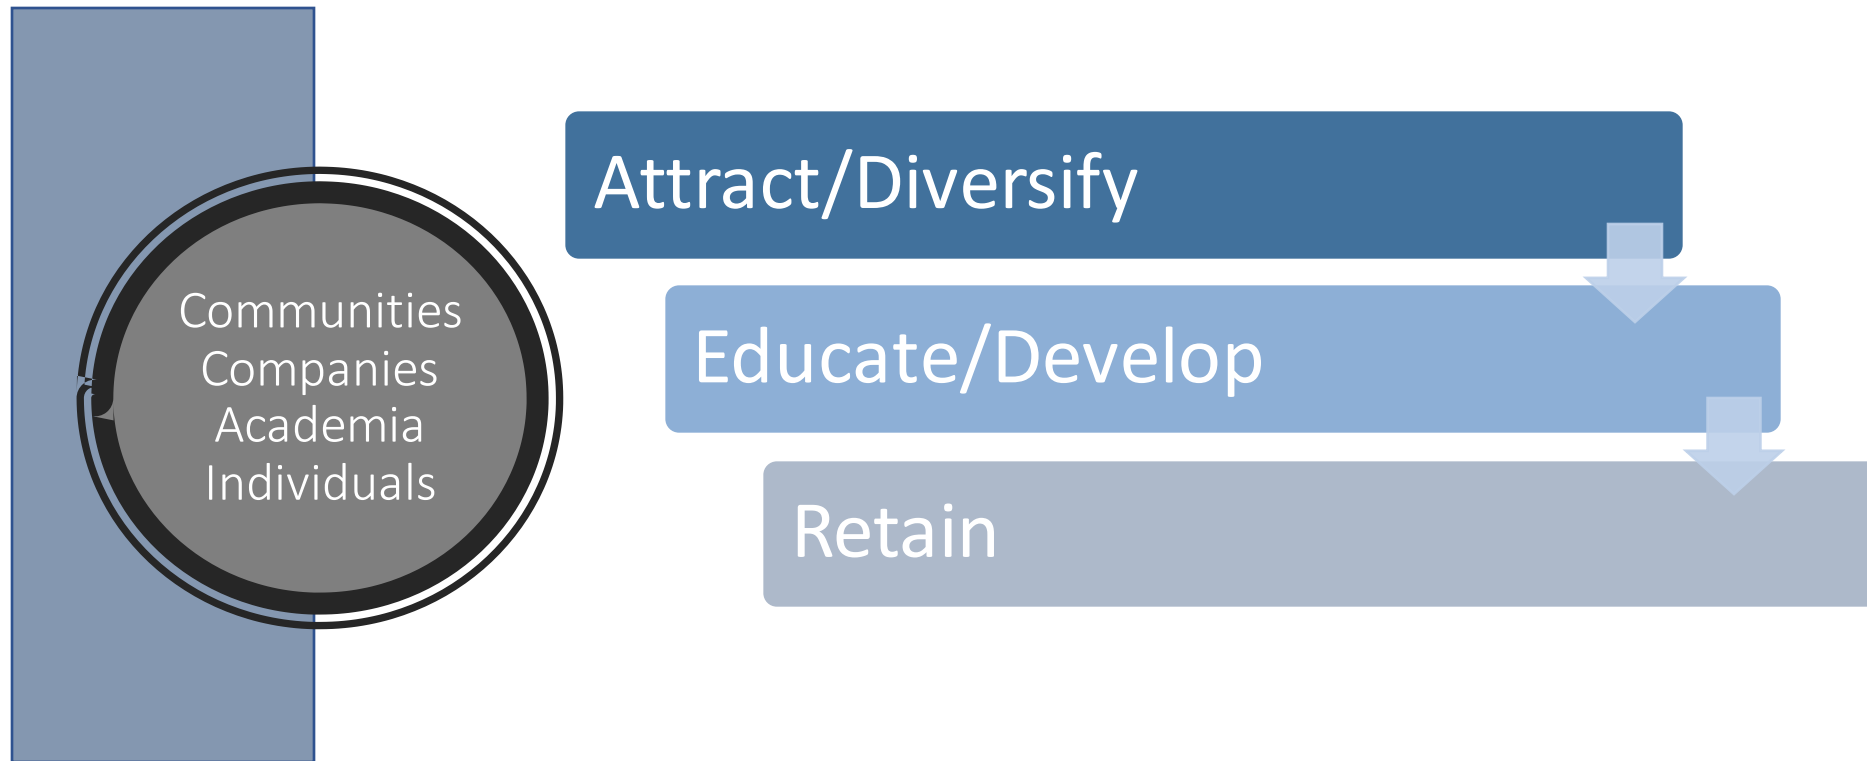 Communities
Companies
Academia
Individuals
Attract/Diversify
Educate/Develop
Retain